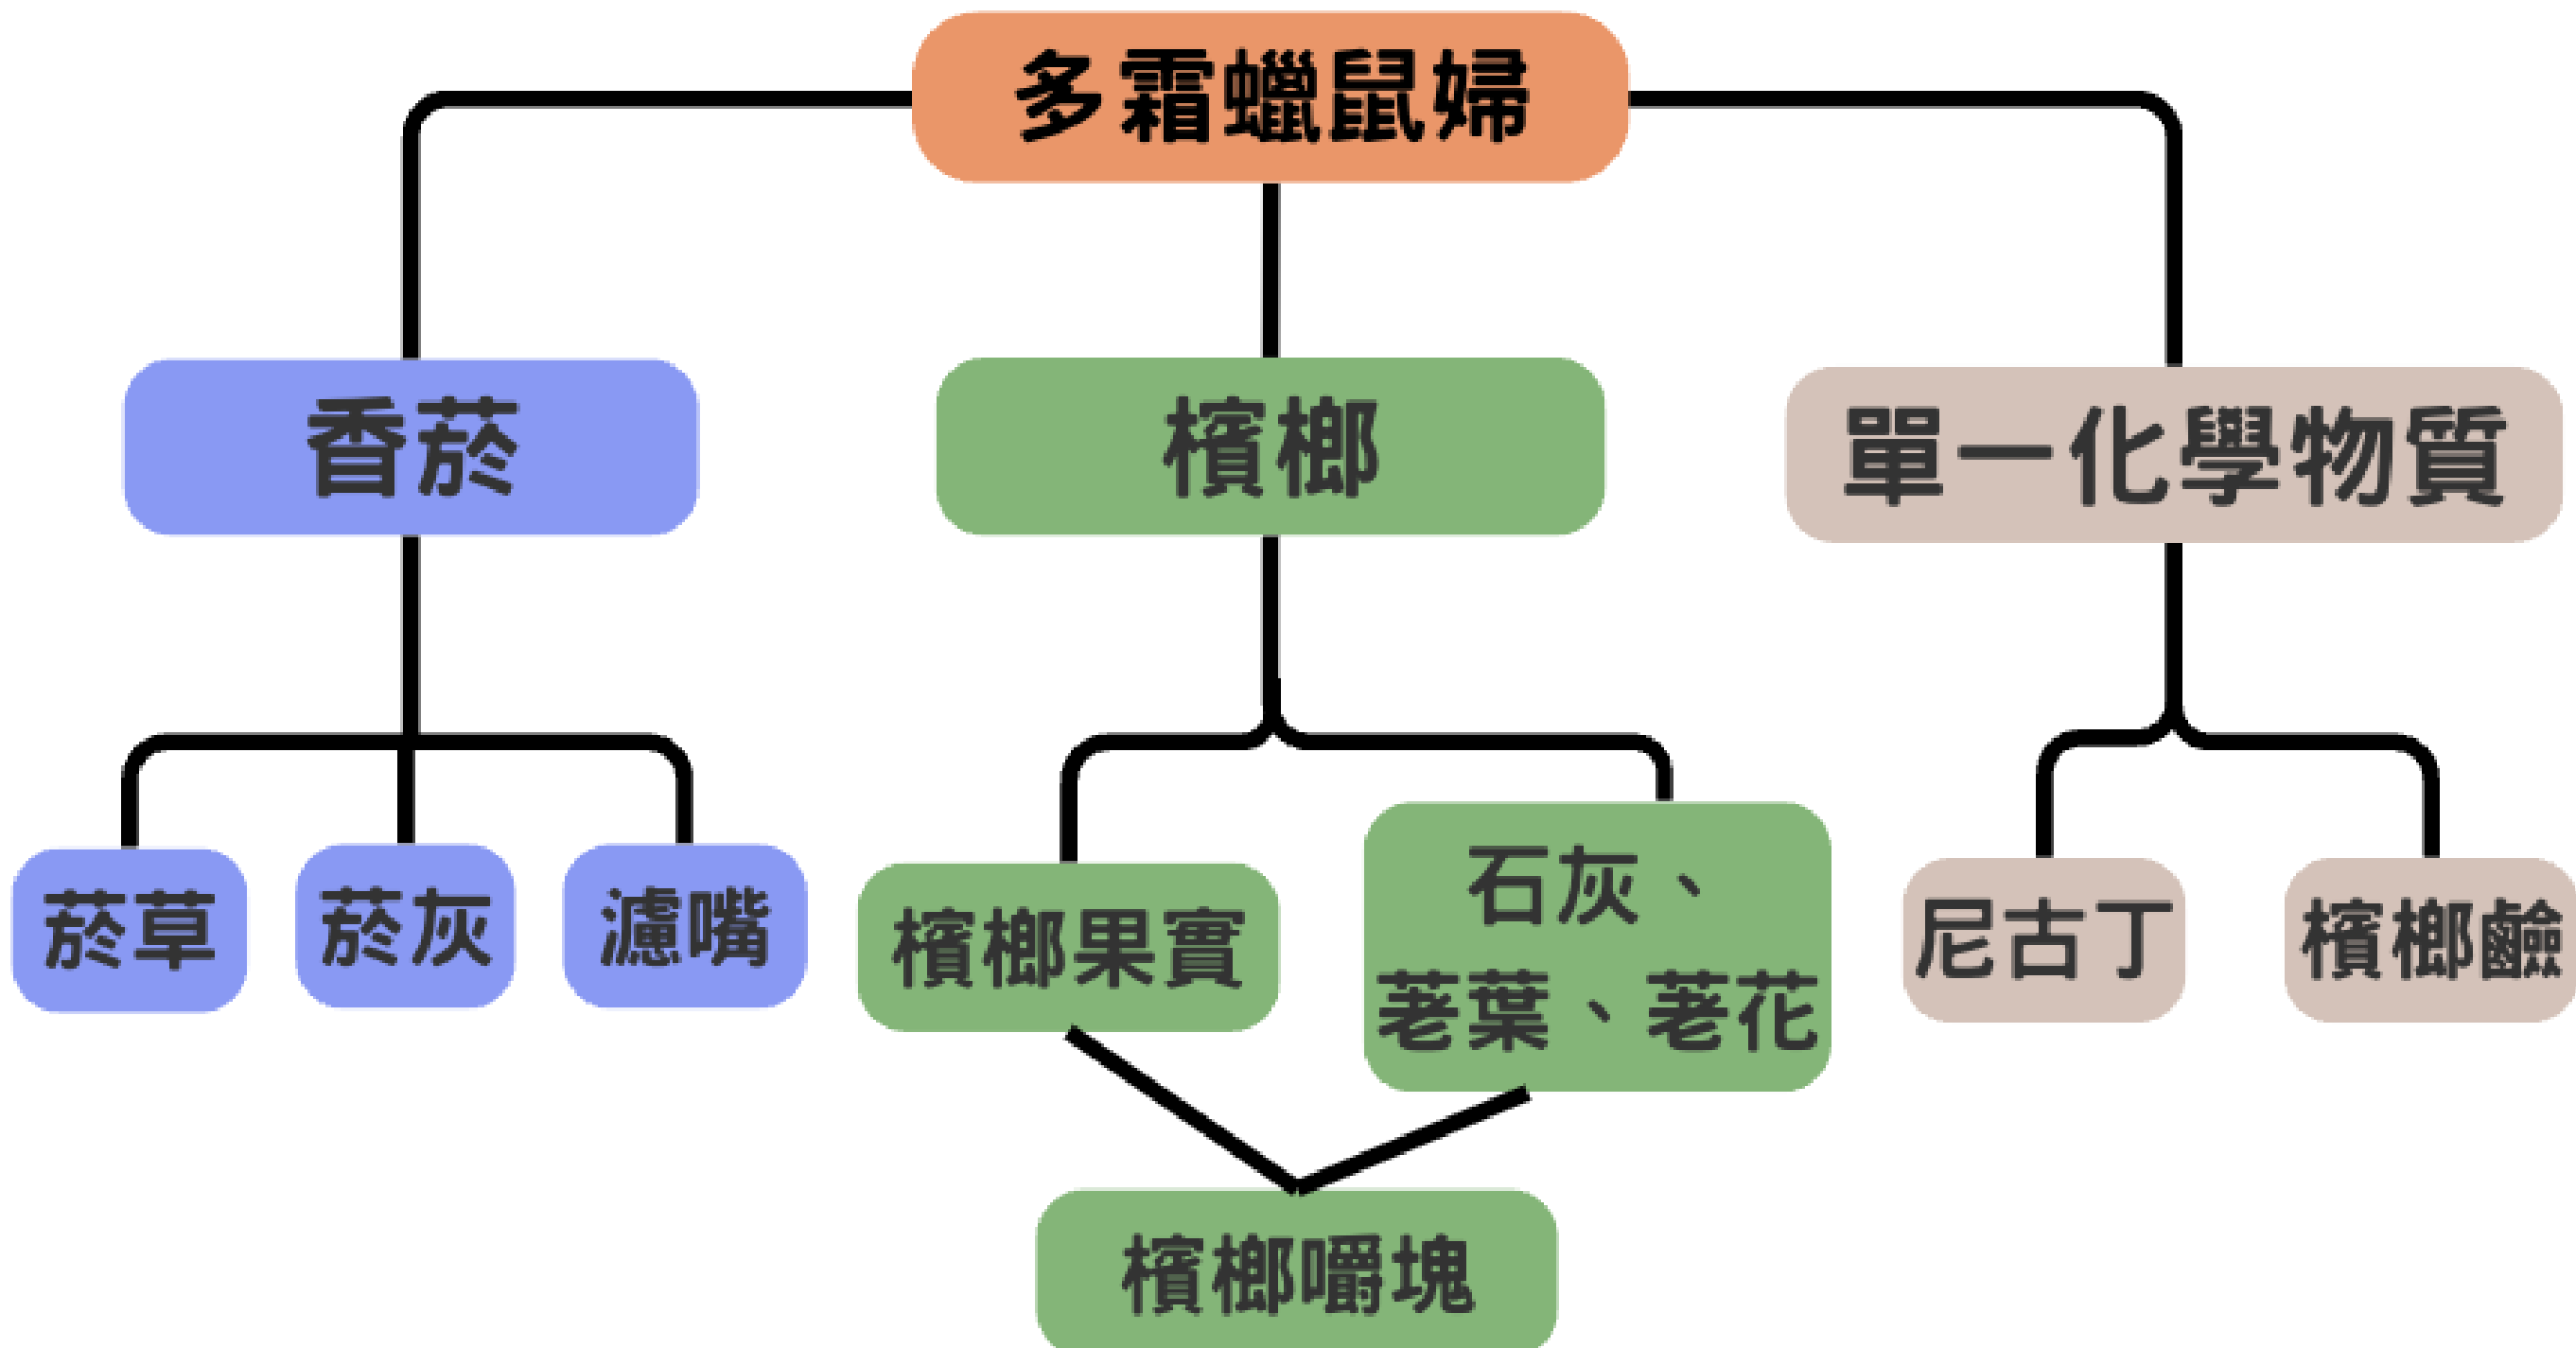 多霜蠟鼠婦
香菸
檳榔
單一化學物質
菸草
菸灰
濾嘴
檳榔果實
石灰、
荖葉、荖花
尼古丁
檳榔鹼
檳榔嚼塊